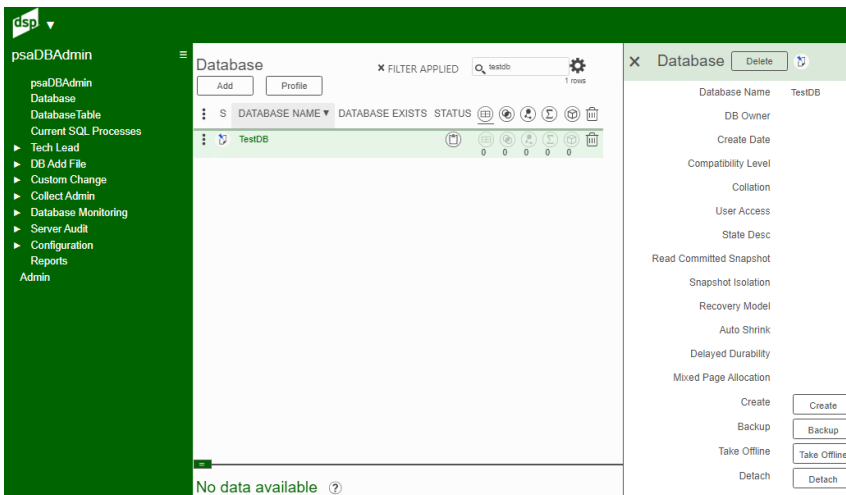 dsp
psaDBAdmin
psaDBAdmin
Database
DatabaseTable
Current SQL Processes
Tech Lead
DB Add File
Custom Change
Collect Admin
Database Monitoring
Server Audit
Configuration
Reports
Admin
Database
FILTER APPLIED
testdb
1 rows
Add Profile
S DATABASE NAME DATABASE EXISTS STATUS
TestDB
0 0 0 0 0
No data available ?
Database Delete
Database Name TestDB
DB Owner
Create Date
Compatibility Level
Collation
User Access
State Desc
Read Committed Snapshot
Snapshot Isolation
Recovery Model
Auto Shrink
Delayed Durability
Mixed Page Allocation
Create Create
Backup Backup
Take Offline Take Offline
Detach Detach